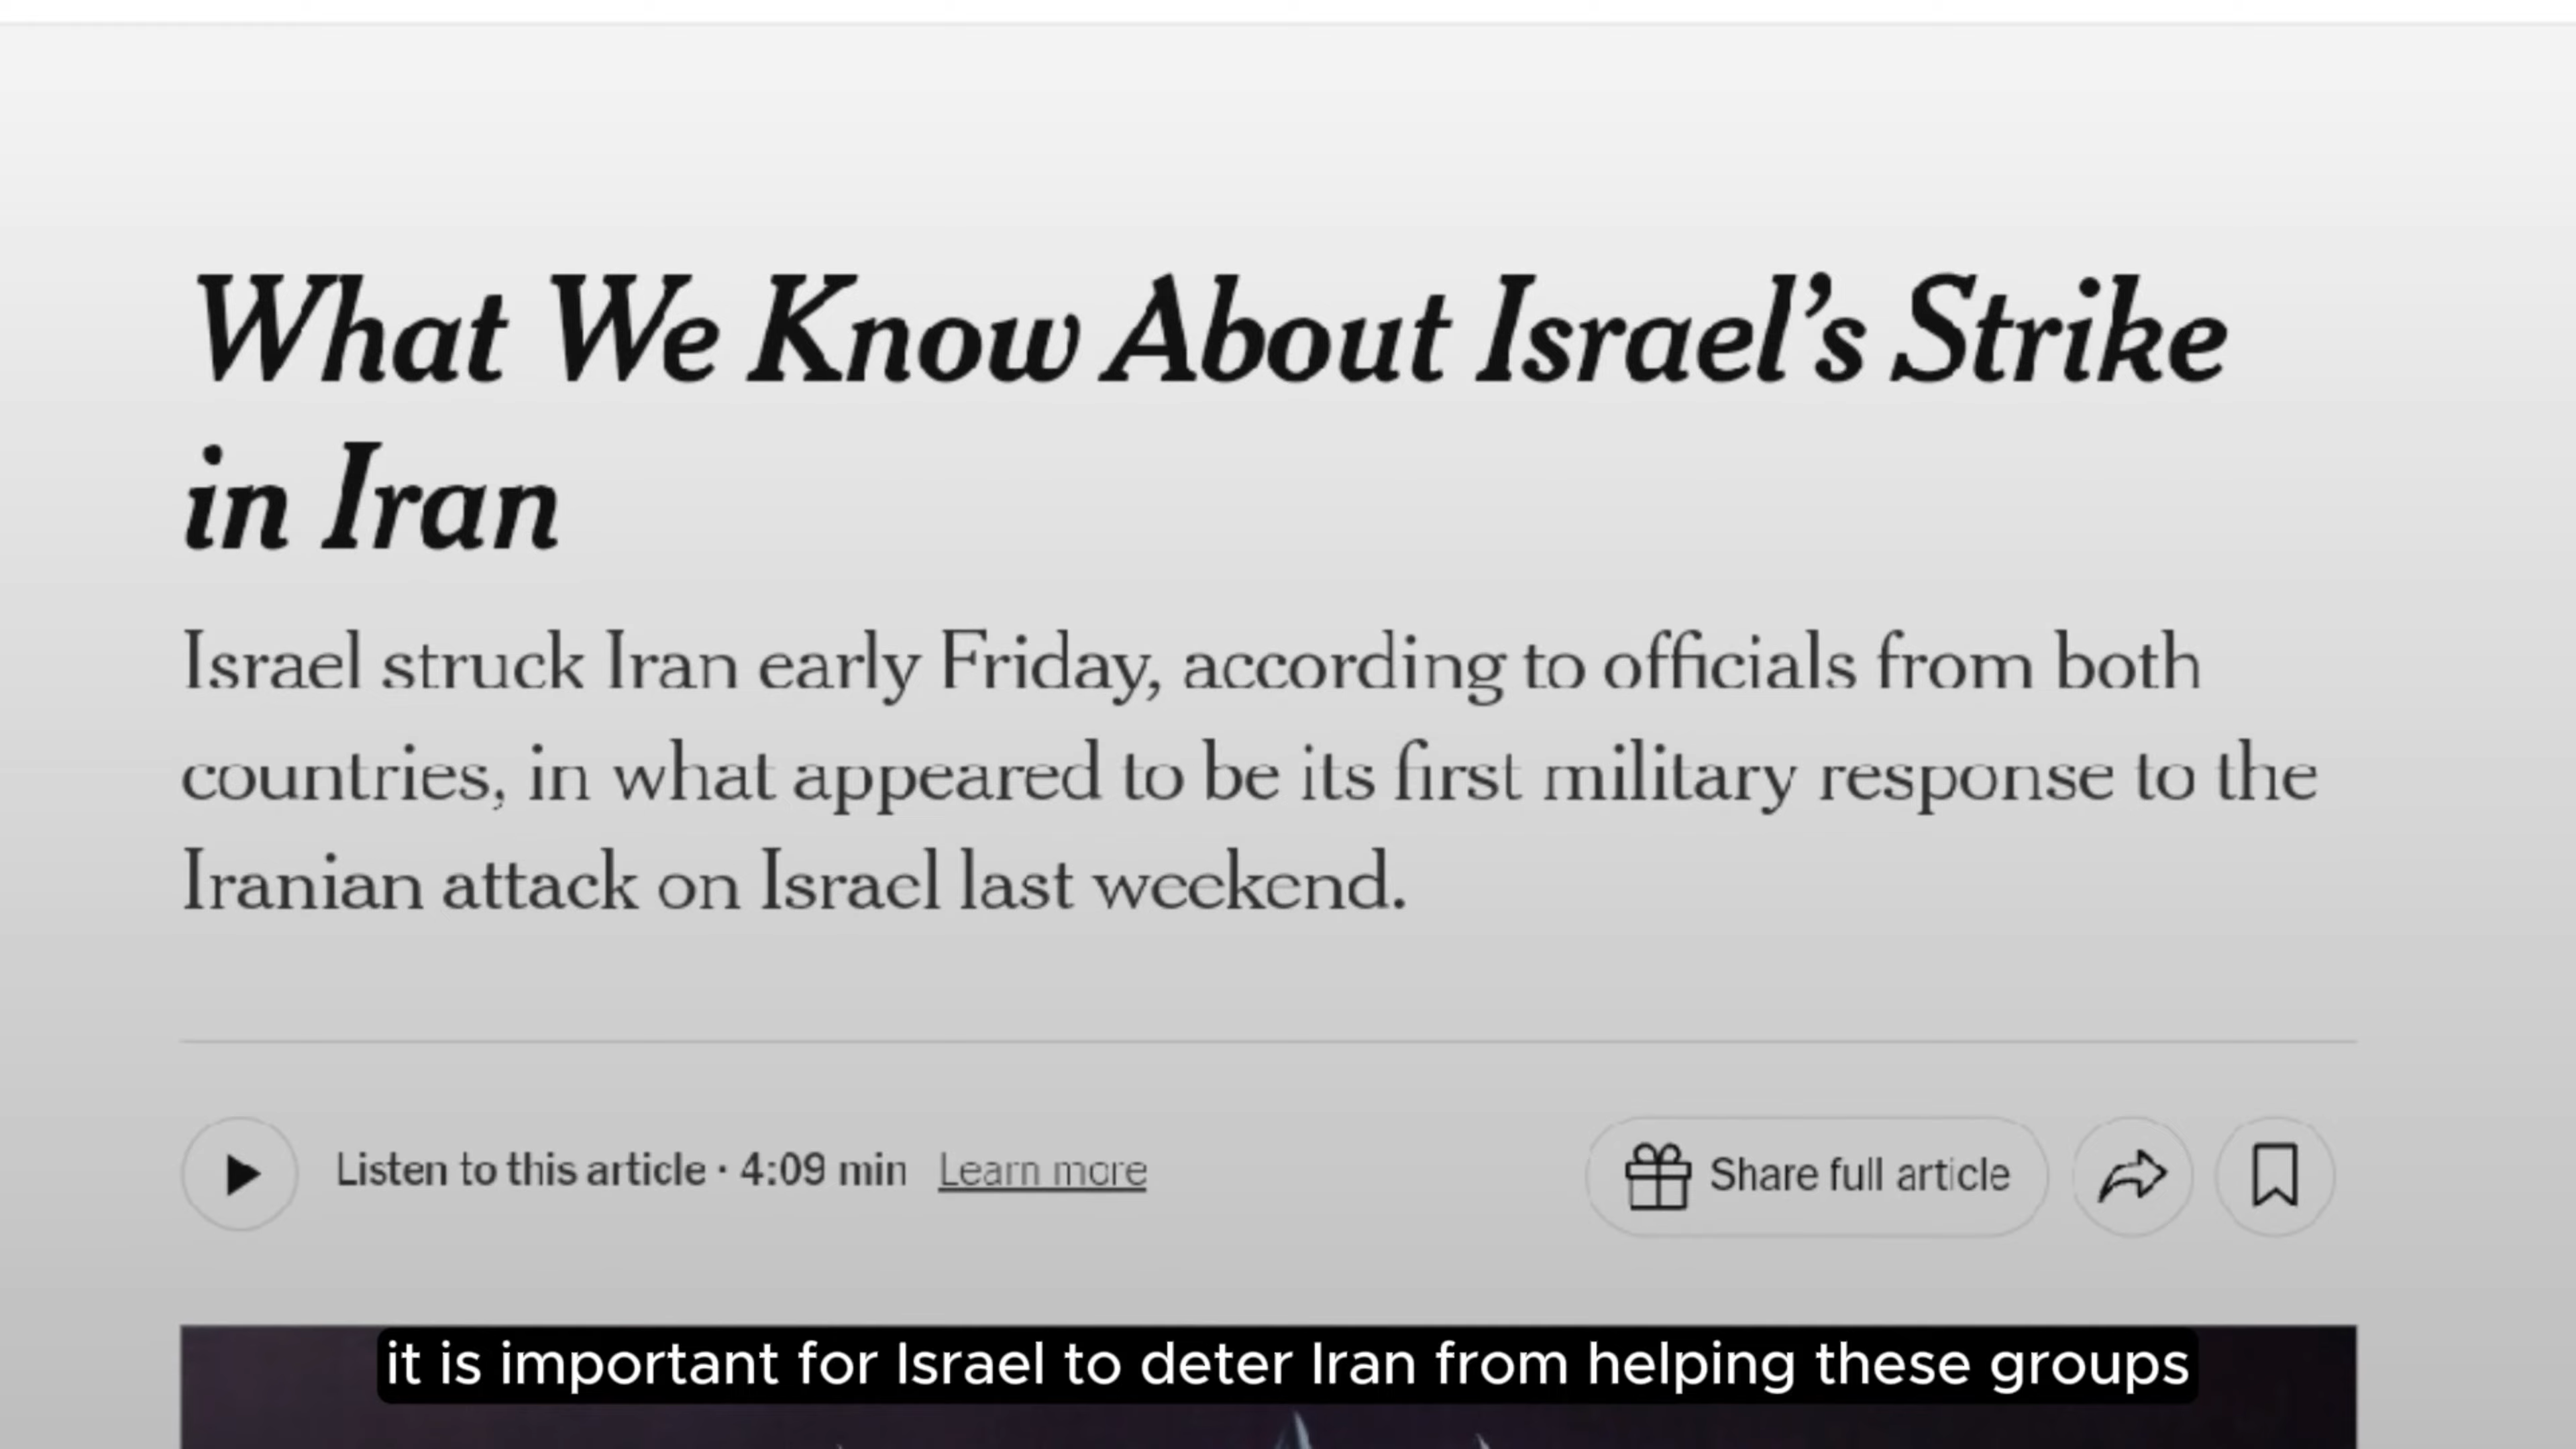 What We Know About Israel’s Strike
in Iran
Israel struck Iran early Friday, according to officials from both
countries, in what appeared to be its first military response to the
Iranian attack on Israel last weekend.
Listen to this article · 4:09 min Learn more
Share full article
it is important for Israel to deter Iran from helping these groups